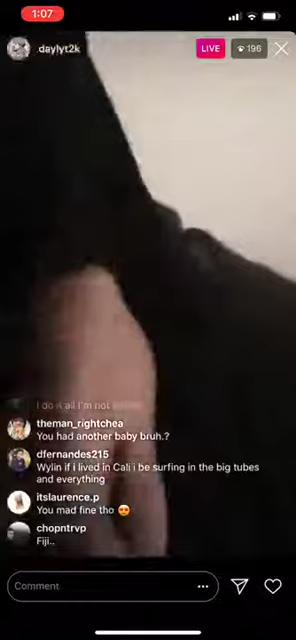 1:07
.daylyt2k
LIVE
196
I do it all I'm not
theman_rightchea
You had another baby bruh.?
dfernandes215
Wylin if i lived in Cali i be surfing in the big tubes
and everything
itslaurence.p
You mad fine tho 😍
chopntrvp
Fiji..
Comment